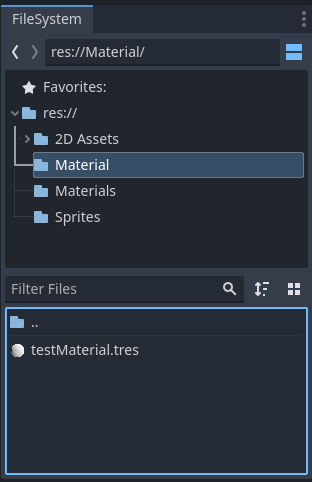 FileSystem
res://Material/
Favorites:
res://
2D Assets
Material
Materials
Sprites
Filter Files
..
testMaterial.tres